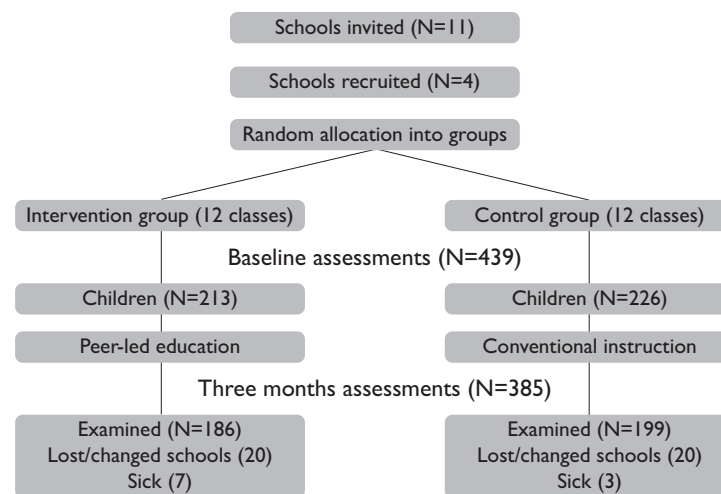 Schools invited (N=11)
Schools recruited (N=4)
Random allocation into groups
Intervention group (12 classes)
Control group (12 classes)
Baseline assessments (N=439)
Children (N=213)
Children (N=226)
Peer-led education
Conventional instruction
Three months assessments (N=385)
Examined (N=186)
Lost/changed schools (20)
Sick (7)
Examined (N=199)
Lost/changed schools (20)
Sick (3)